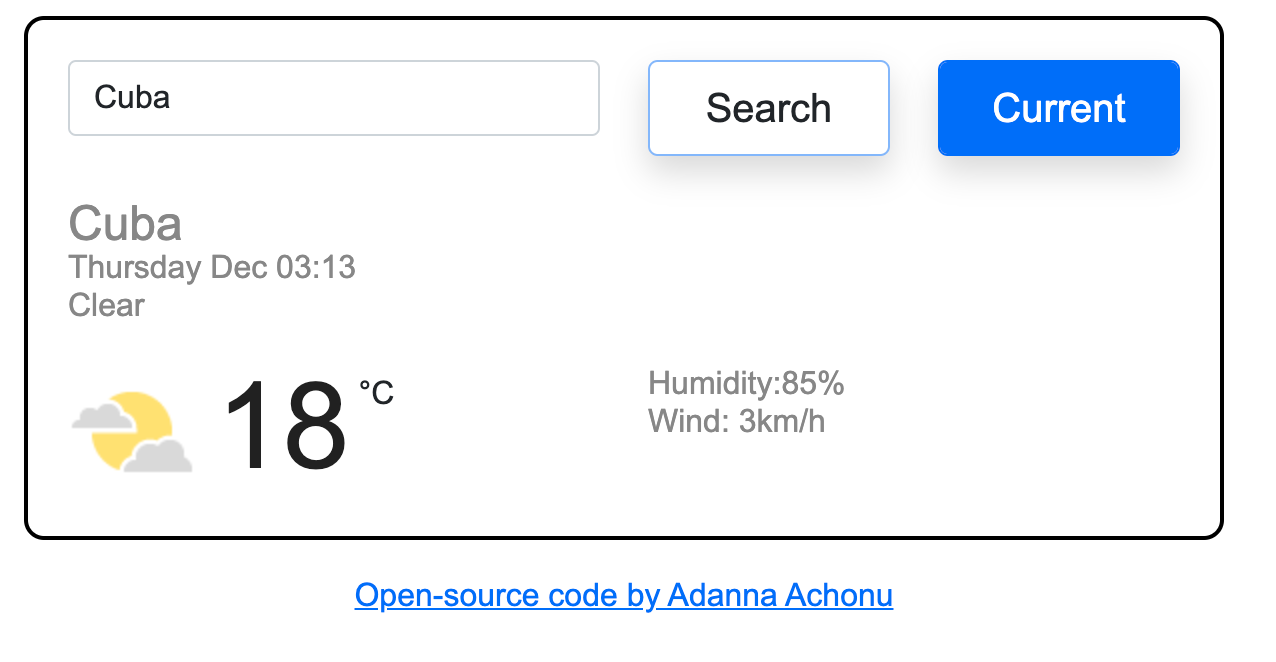 Cuba
Search
Current
Cuba
Thursday Dec 03:13
Clear
18 °C
Humidity:85%
Wind: 3km/h
Open-source code by Adanna Achonu